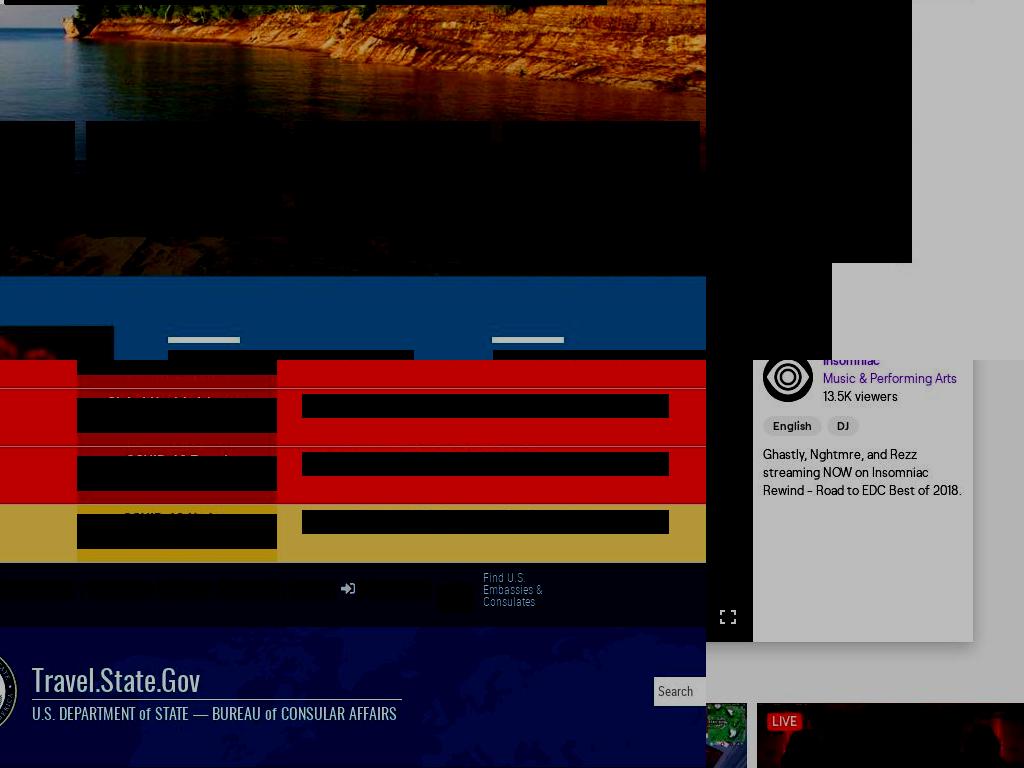 Insomniac
Music & Performing Arts
13.5K viewers
English
DJ
Ghastly, Nghtmre, and Rezz
streaming NOW on Insomniac
Rewind - Road to EDC Best of 2018.
Find U.S.
Embassies &
Consulates
Travel.State.Gov
U.S. DEPARTMENT of STATE — BUREAU of CONSULAR AFFAIRS
Search
LIVE